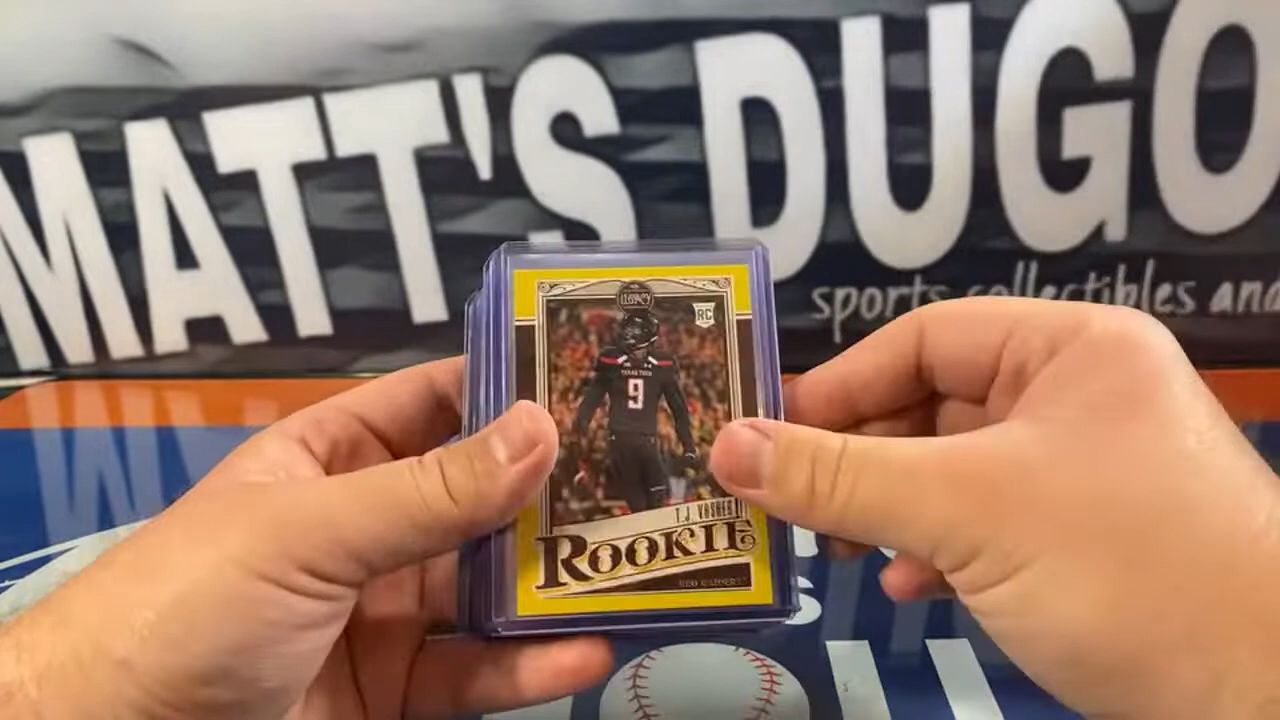 MATT'S DUGO
sports collectibles and
LEGACY
RC
TEXAS TECH
9
T.J. VASHER
ROOKIE
RED RAIDERS